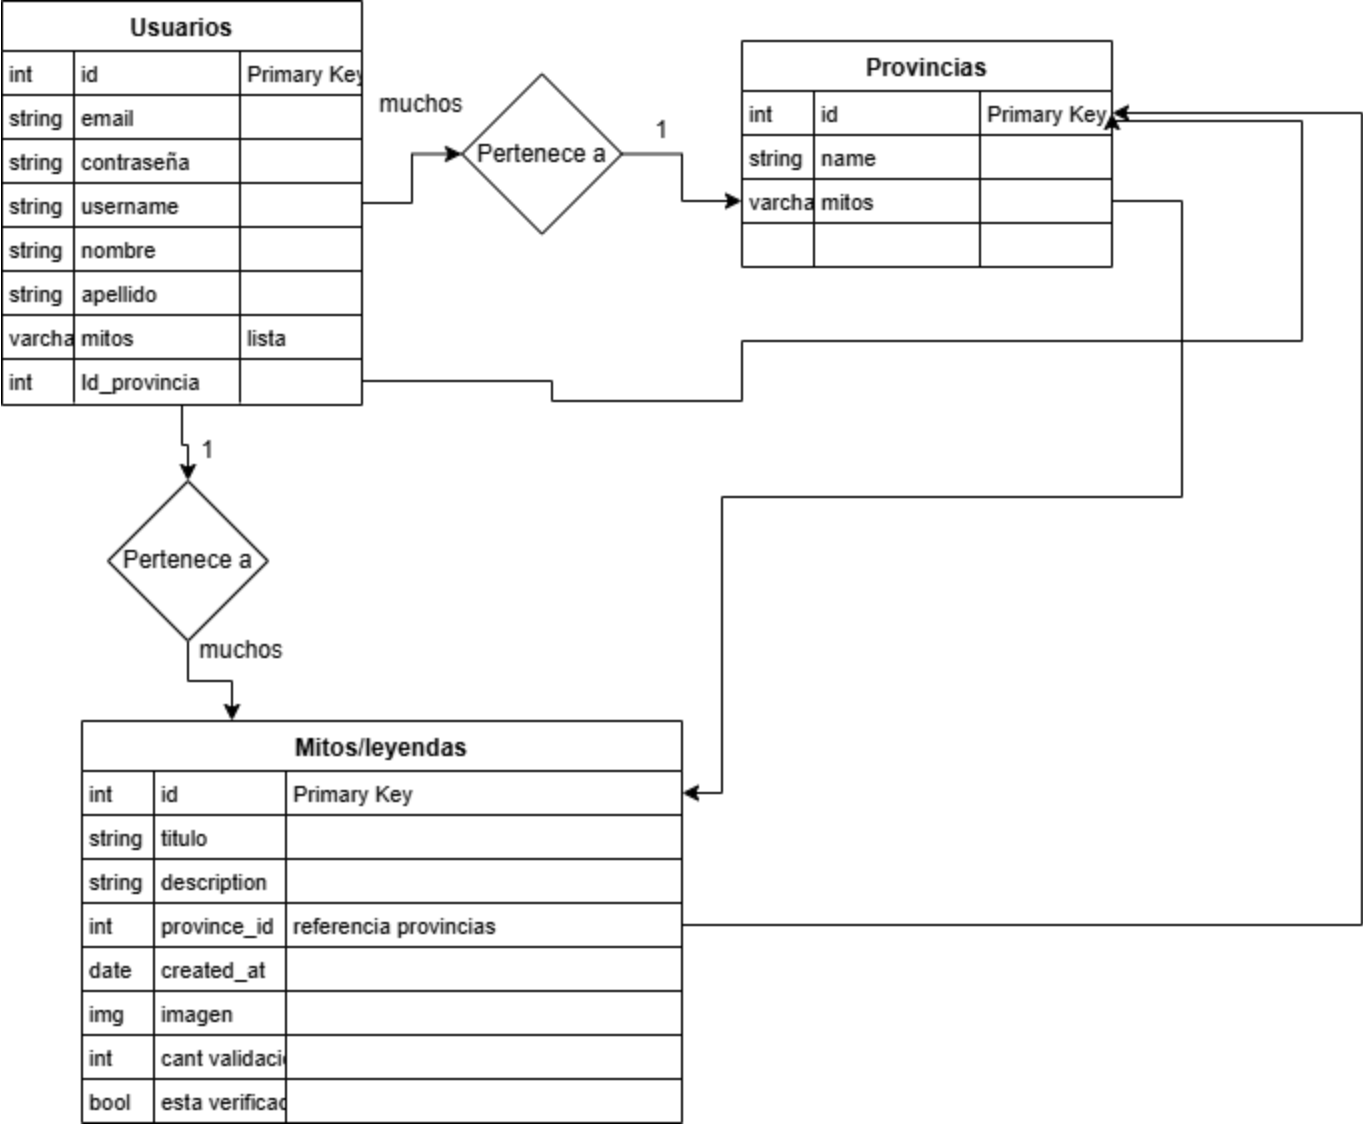 Usuarios
int id Primary Key
string email
string contraseña
string username
string nombre
string apellido
varcha mitos lista
int Id_provincia
muchos
Pertenece a
1
Provincias
int id Primary Key
string name
varcha mitos
1
Pertenece a
muchos
Mitos/leyendas
int id Primary Key
string titulo
string description
int province_id referencia provincias
date created_at
img imagen
int cant validaci
bool esta verificad